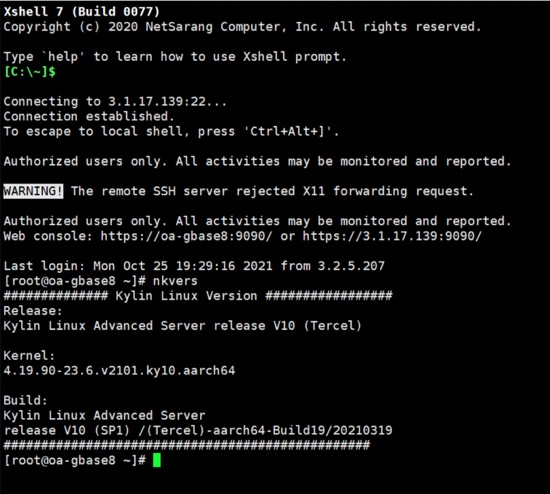 Xshell 7 (Build 0077)
Copyright (c) 2020 NetSarang Computer, Inc. All rights reserved.
Type `help' to learn how to use Xshell prompt.
[C:\~]$
Connecting to 3.1.17.139:22...
Connection established.
To escape to local shell, press 'Ctrl+Alt+]'.
Authorized users only. All activities may be monitored and reported.
WARNING! The remote SSH server rejected X11 forwarding request.
Authorized users only. All activities may be monitored and reported.
Web console: https://oa-gbase8:9090/ or https://3.1.17.139:9090/
Last login: Mon Oct 25 19:29:16 2021 from 3.2.5.207
[root@oa-gbase8 ~]# nkvers
############## Kylin Linux Version #################
Release:
Kylin Linux Advanced Server release V10 (Tercel)
Kernel:
4.19.90-23.6.v2101.ky10.aarch64
Build:
Kylin Linux Advanced Server
release V10 (SP1) /(Tercel)-aarch64-Build19/20210319
#################################################
[root@oa-gbase8 ~]#